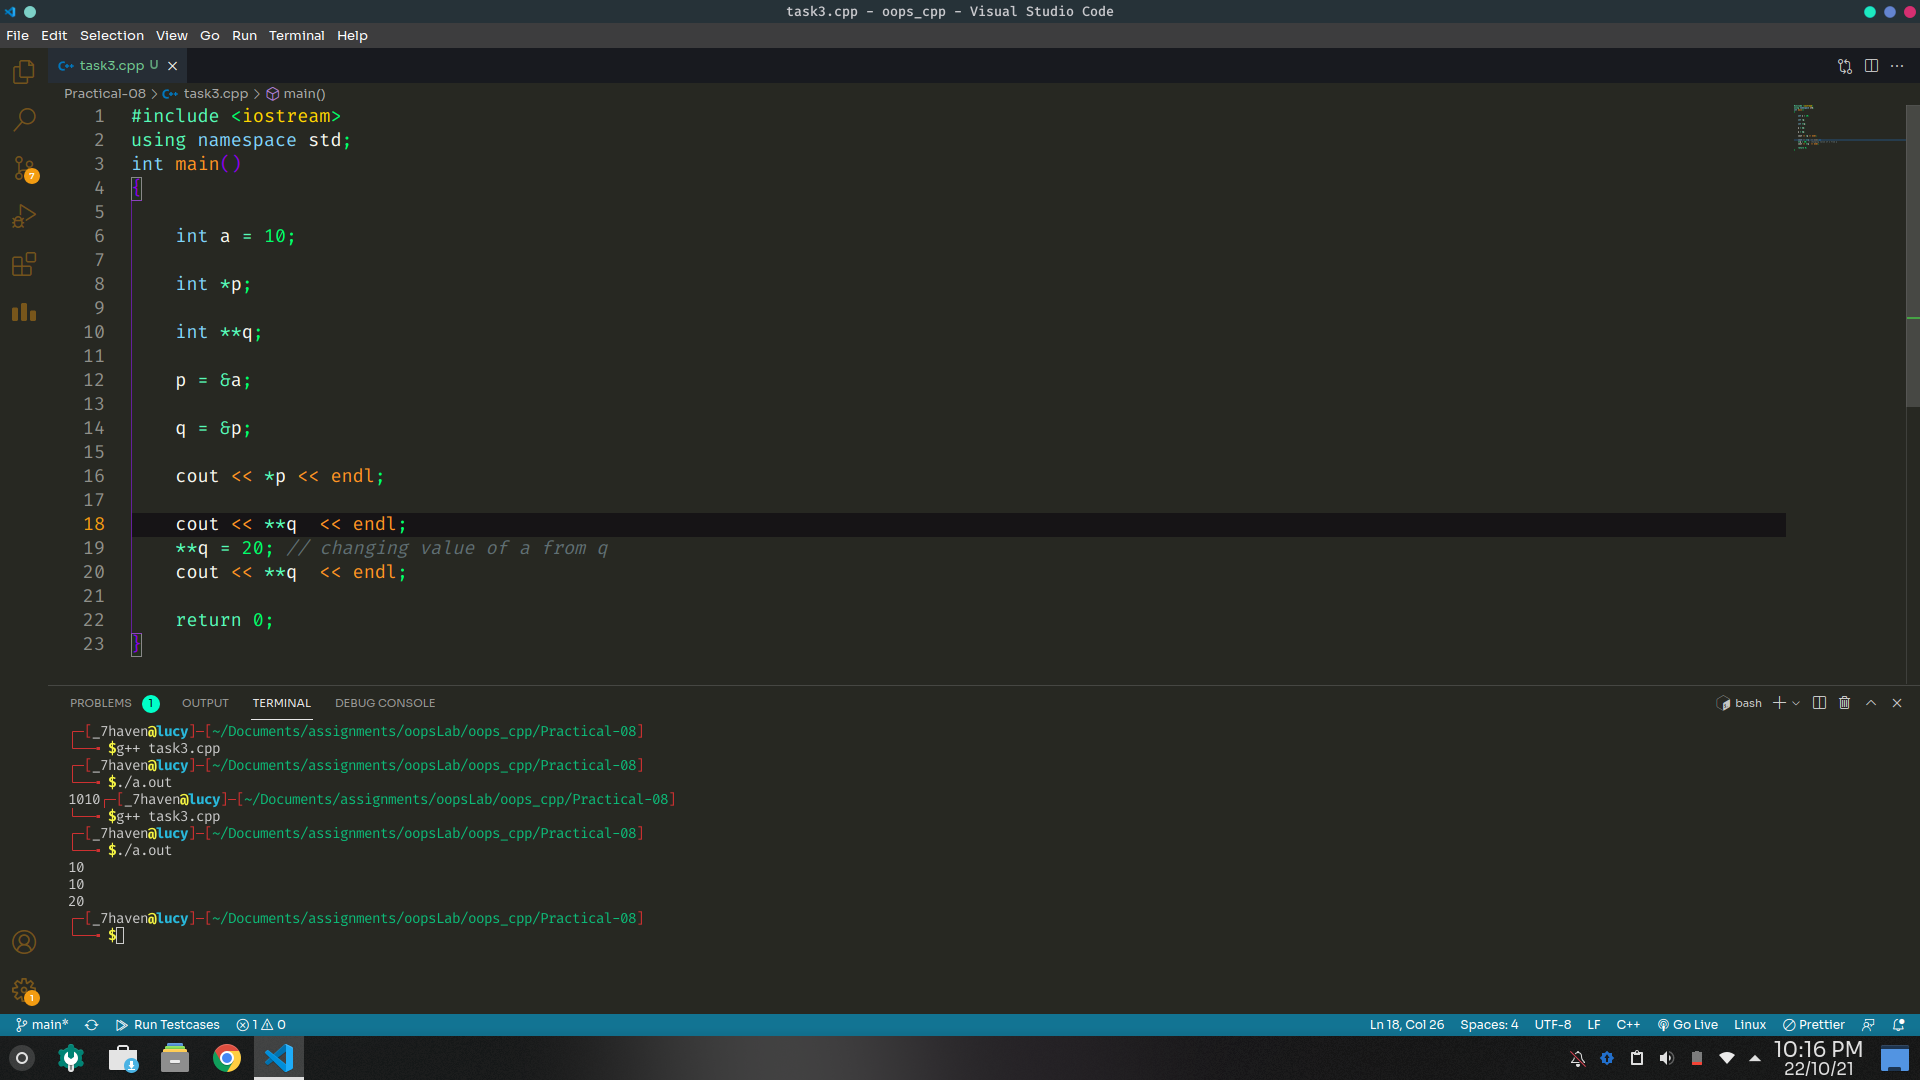 task3.cpp - oops_cpp - Visual Studio Code
File Edit Selection View Go Run Terminal Help
task3.cpp U
Practical-08 > task3.cpp > main()
1 #include <iostream>
2 using namespace std;
3 int main()
4 {
5
6 int a = 10;
7
8 int *p;
9
10 int **q;
11
12 p = &a;
13
14 q = &p;
15
16 cout << *p << endl;
17
18 cout << **q  << endl;
19 **q = 20; // changing value of a from q
20 cout << **q  << endl;
21
22 return 0;
23 }
7
PROBLEMS 1 OUTPUT TERMINAL DEBUG CONSOLE bash
┌─[_7haven@lucy]─[~/Documents/assignments/oopsLab/oops_cpp/Practical-08]
└──╼ $g++ task3.cpp
┌─[_7haven@lucy]─[~/Documents/assignments/oopsLab/oops_cpp/Practical-08]
└──╼ $./a.out
1010┌─[_7haven@lucy]─[~/Documents/assignments/oopsLab/oops_cpp/Practical-08]
└──╼ $g++ task3.cpp
┌─[_7haven@lucy]─[~/Documents/assignments/oopsLab/oops_cpp/Practical-08]
└──╼ $./a.out
10
10
20
┌─[_7haven@lucy]─[~/Documents/assignments/oopsLab/oops_cpp/Practical-08]
└──╼ $
1
main* Run Testcases 1 0 Ln 18, Col 26 Spaces: 4 UTF-8 LF C++ Go Live Linux Prettier
10:16 PM
22/10/21